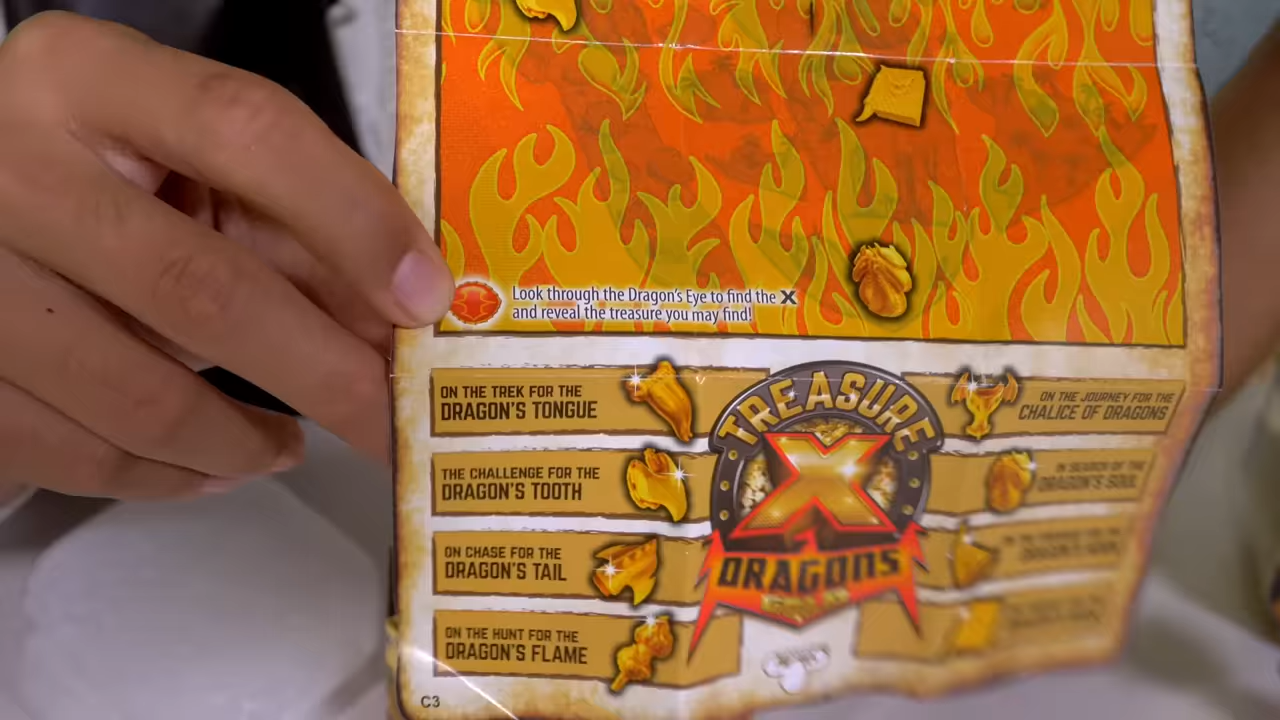 Look through the Dragon's Eye to find the X
and reveal the treasure you may find!
ON THE TREK FOR THE
DRAGON'S TONGUE
THE CHALLENGE FOR THE
DRAGON'S TOOTH
ON CHASE FOR THE
DRAGON'S TAIL
ON THE HUNT FOR THE
DRAGON'S FLAME
TREASURE
X
DRAGONS
ON THE JOURNEY FOR THE
CHALICE OF DRAGONS
IN SEARCH OF THE
DRAGON'S SOUL
C3